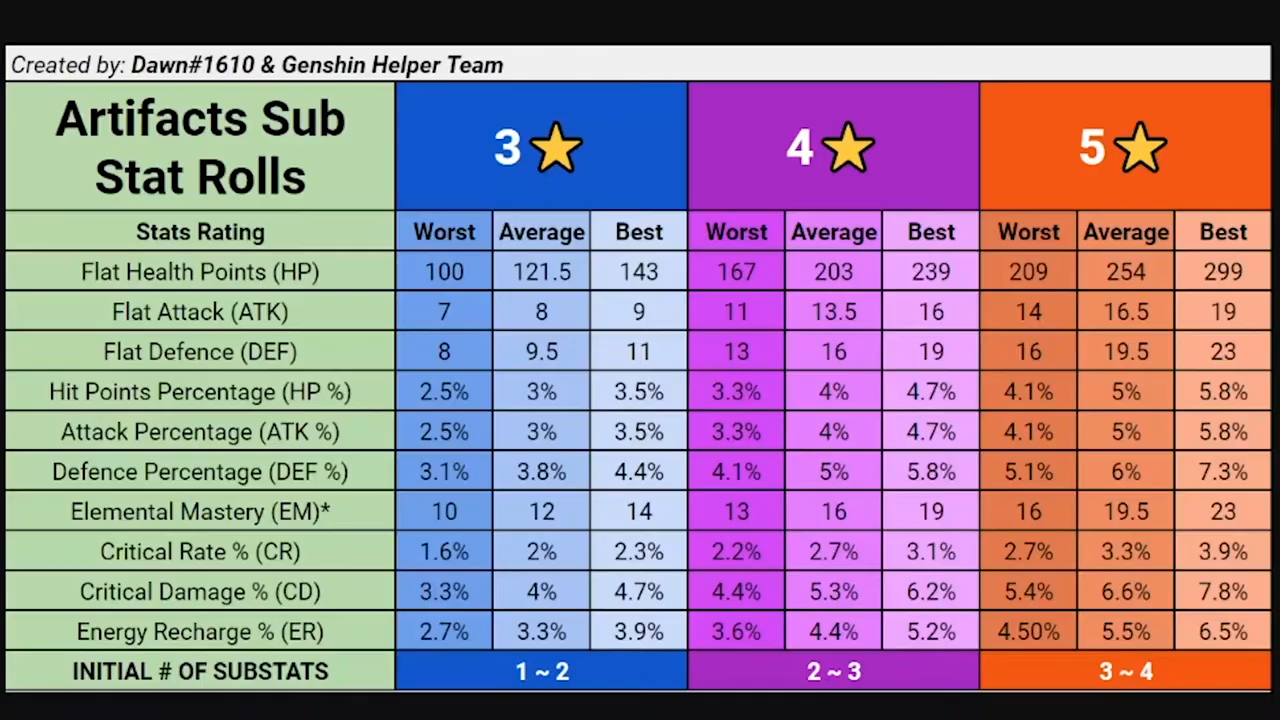 Created by: Dawn#1610 & Genshin Helper Team
Artifacts Sub
Stat Rolls
3 ⭐ 4 ⭐ 5 ⭐
Stats Rating Worst Average Best Worst Average Best Worst Average Best
Flat Health Points (HP) 100 121.5 143 167 203 239 209 254 299
Flat Attack (ATK) 7 8 9 11 13.5 16 14 16.5 19
Flat Defence (DEF) 8 9.5 11 13 16 19 16 19.5 23
Hit Points Percentage (HP %) 2.5% 3% 3.5% 3.3% 4% 4.7% 4.1% 5% 5.8%
Attack Percentage (ATK %) 2.5% 3% 3.5% 3.3% 4% 4.7% 4.1% 5% 5.8%
Defence Percentage (DEF %) 3.1% 3.8% 4.4% 4.1% 5% 5.8% 5.1% 6% 7.3%
Elemental Mastery (EM)* 10 12 14 13 16 19 16 19.5 23
Critical Rate % (CR) 1.6% 2% 2.3% 2.2% 2.7% 3.1% 2.7% 3.3% 3.9%
Critical Damage % (CD) 3.3% 4% 4.7% 4.4% 5.3% 6.2% 5.4% 6.6% 7.8%
Energy Recharge % (ER) 2.7% 3.3% 3.9% 3.6% 4.4% 5.2% 4.50% 5.5% 6.5%
INITIAL # OF SUBSTATS 1 ~ 2 2 ~ 3 3 ~ 4